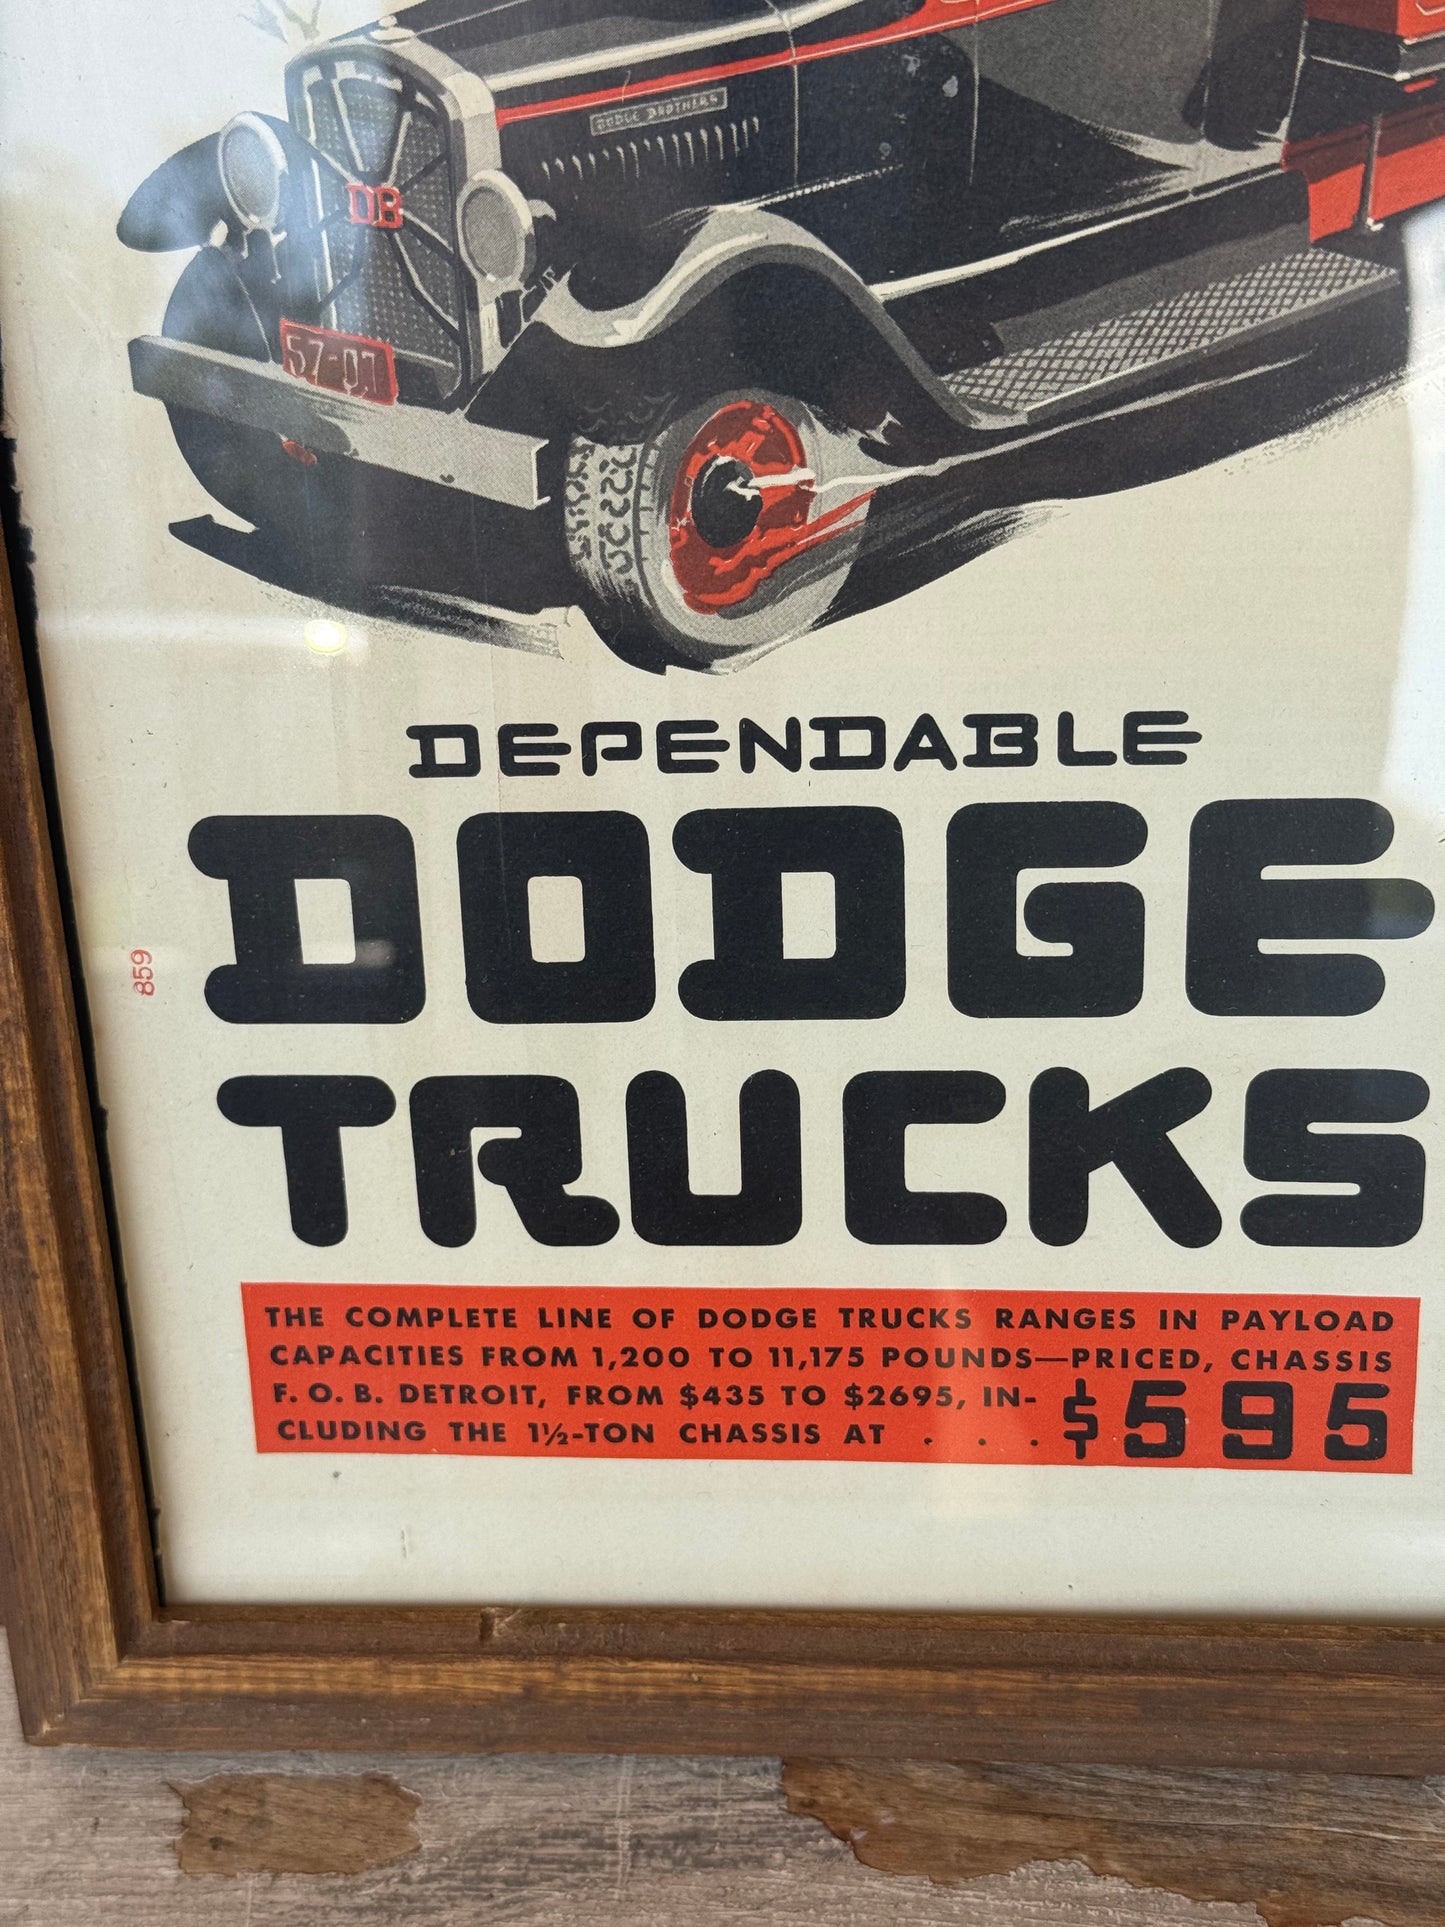 DODGE BROTHERS
DB
57-07
DEPENDABLE
DODGE
TRUCKS
859
THE COMPLETE LINE OF DODGE TRUCKS RANGES IN PAYLOAD
CAPACITIES FROM 1,200 TO 11,175 POUNDS—PRICED, CHASSIS
F. O. B. DETROIT, FROM $435 TO $2695, IN-
CLUDING THE 1½-TON CHASSIS AT . . . $595